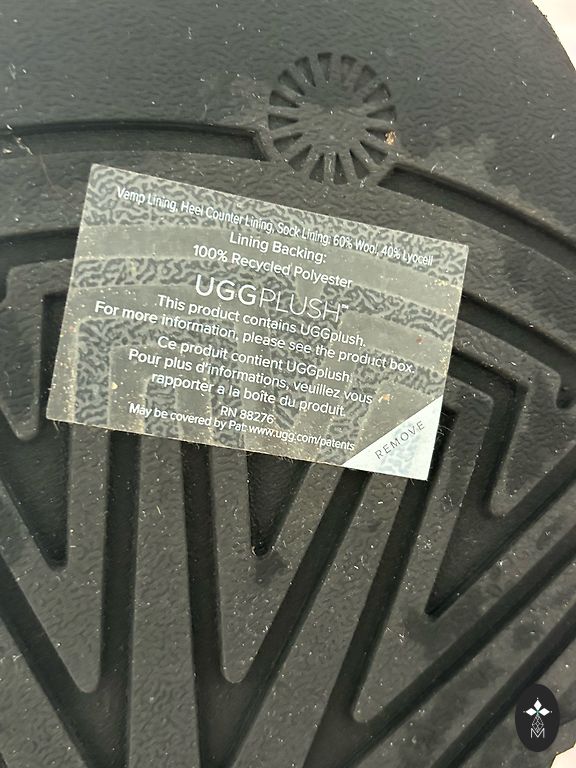 Vamp Lining, Heel Counter Lining, Sock Lining: 60% Wool, 40% Lyocell
Lining Backing:
100% Recycled Polyester
UGGPLUSH™
This product contains UGGplush.
For more information, please see the product box.
Ce produit contient UGGplush.
Pour plus d'informations, veuillez vous
rapporter a la boîte du produit.
RN 88276
May be covered by Pat: www.ugg.com/patents
REMOVE
M